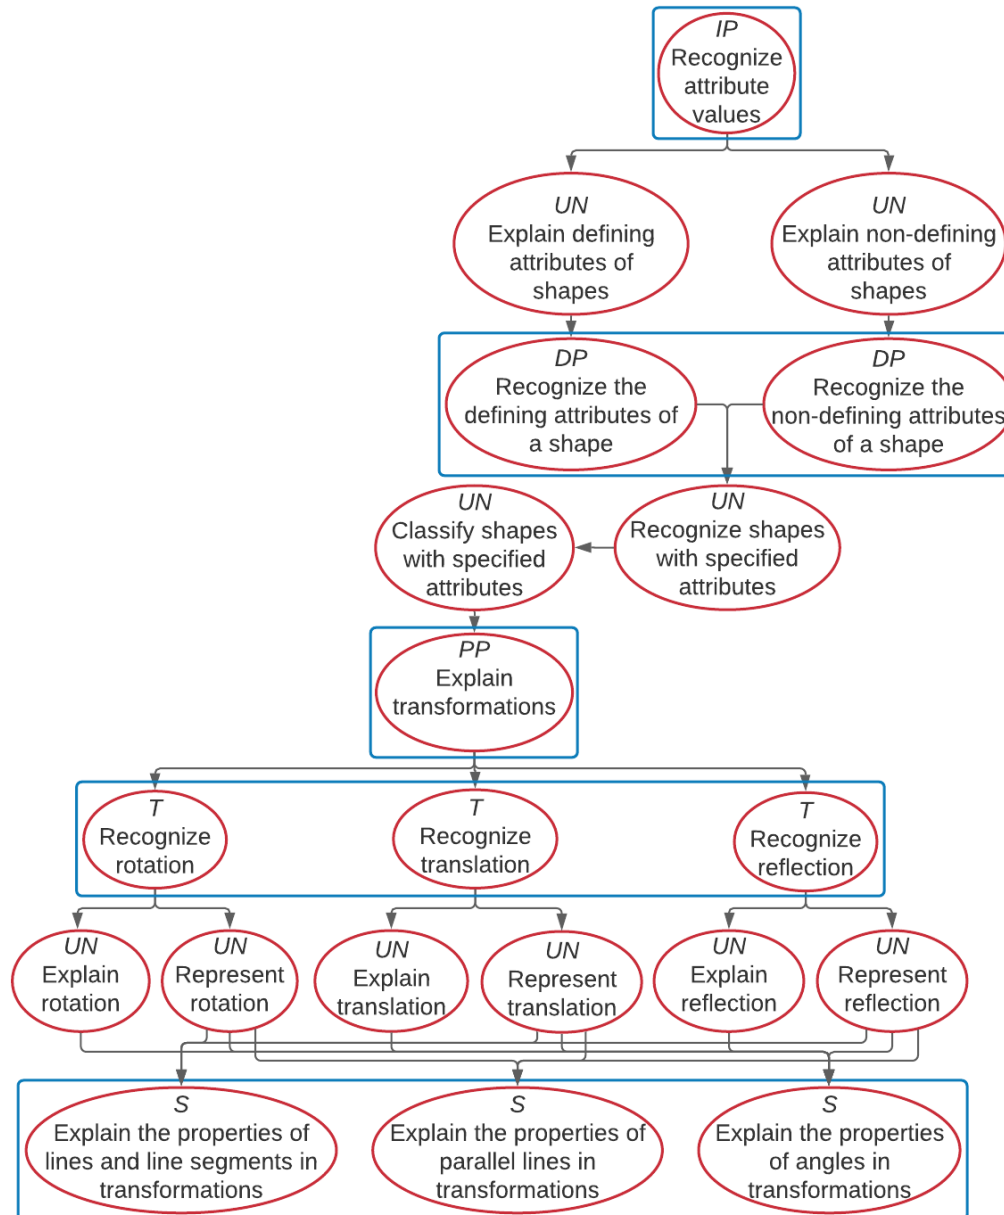 IP
Recognize
attribute
values
UN
Explain defining
attributes of
shapes
UN
Explain non-defining
attributes of
shapes
DP
Recognize the
defining attributes of
a shape
DP
Recognize the
non-defining attributes
of a shape
UN
Classify shapes
with specified
attributes
UN
Recognize shapes
with specified
attributes
PP
Explain
transformations
T
Recognize
rotation
T
Recognize
translation
T
Recognize
reflection
UN
Explain
rotation
UN
Represent
rotation
UN
Explain
translation
UN
Represent
translation
UN
Explain
reflection
UN
Represent
reflection
S
Explain the properties of
lines and line segments in
transformations
S
Explain the properties of
parallel lines in
transformations
S
Explain the properties
of angles in
transformations